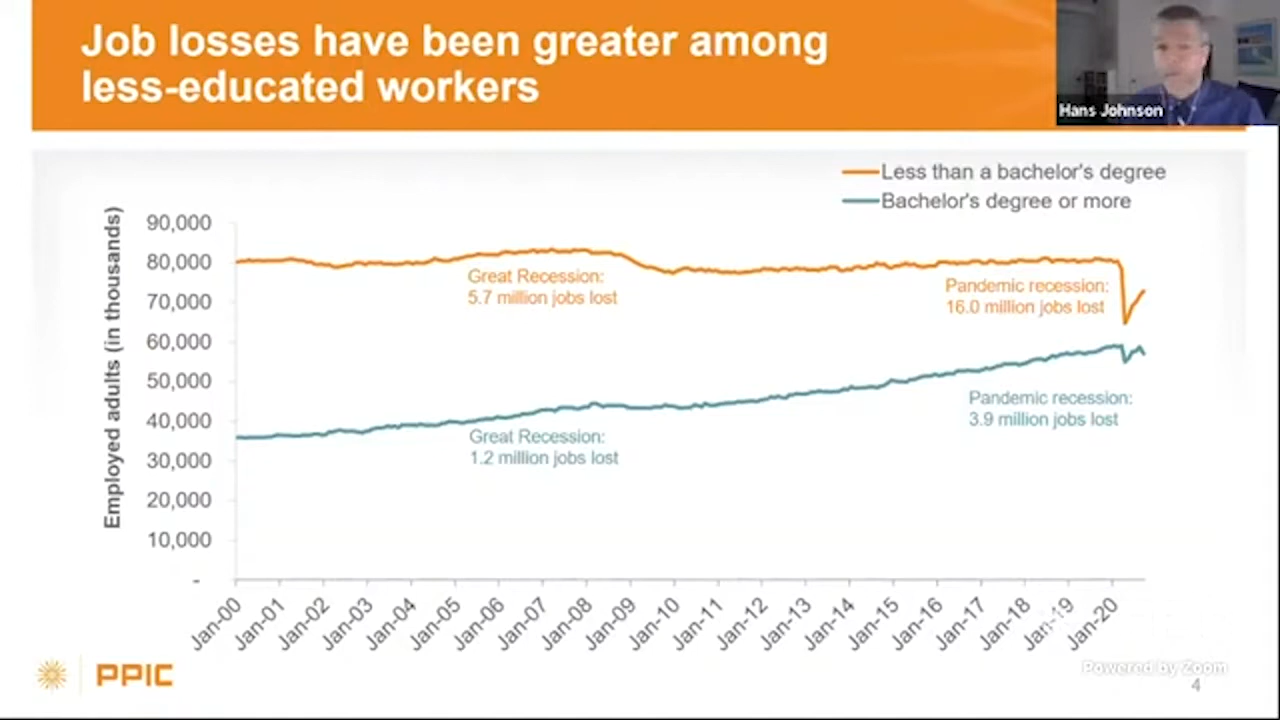 Job losses have been greater among
less-educated workers
Hans Johnson
Less than a bachelor's degree
Bachelor's degree or more
Employed adults (in thousands)
90,000
80,000
70,000
60,000
50,000
40,000
30,000
20,000
10,000
-
Great Recession:
5.7 million jobs lost
Pandemic recession:
16.0 million jobs lost
Pandemic recession:
3.9 million jobs lost
Great Recession:
1.2 million jobs lost
Jan-00
Jan-01
Jan-02
Jan-03
Jan-04
Jan-05
Jan-06
Jan-07
Jan-08
Jan-09
Jan-10
Jan-11
Jan-12
Jan-13
Jan-14
Jan-15
Jan-16
Jan-17
Jan-18
Jan-19
Jan-20
PPIC
Powered by Zoom
4